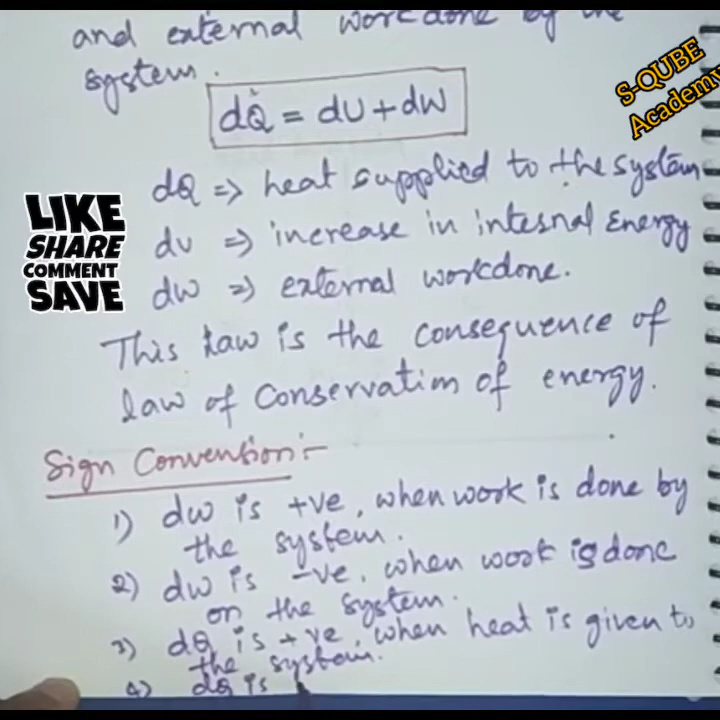 and external workdone by the
system.
dQ = dU + dW
dQ => heat supplied to the system
du => increase in internal Energy
dw => external workdone.
This law is the consequence of
law of Conservation of energy.
Sign Convension:-
1) dw is +ve, when work is done by
the system.
2) dw is -ve, when work is done
on the system.
3) dQ is +ve, when heat is given to
the system.
4) dQ is
S-QUBE
Academy
LIKE
SHARE
COMMENT
SAVE